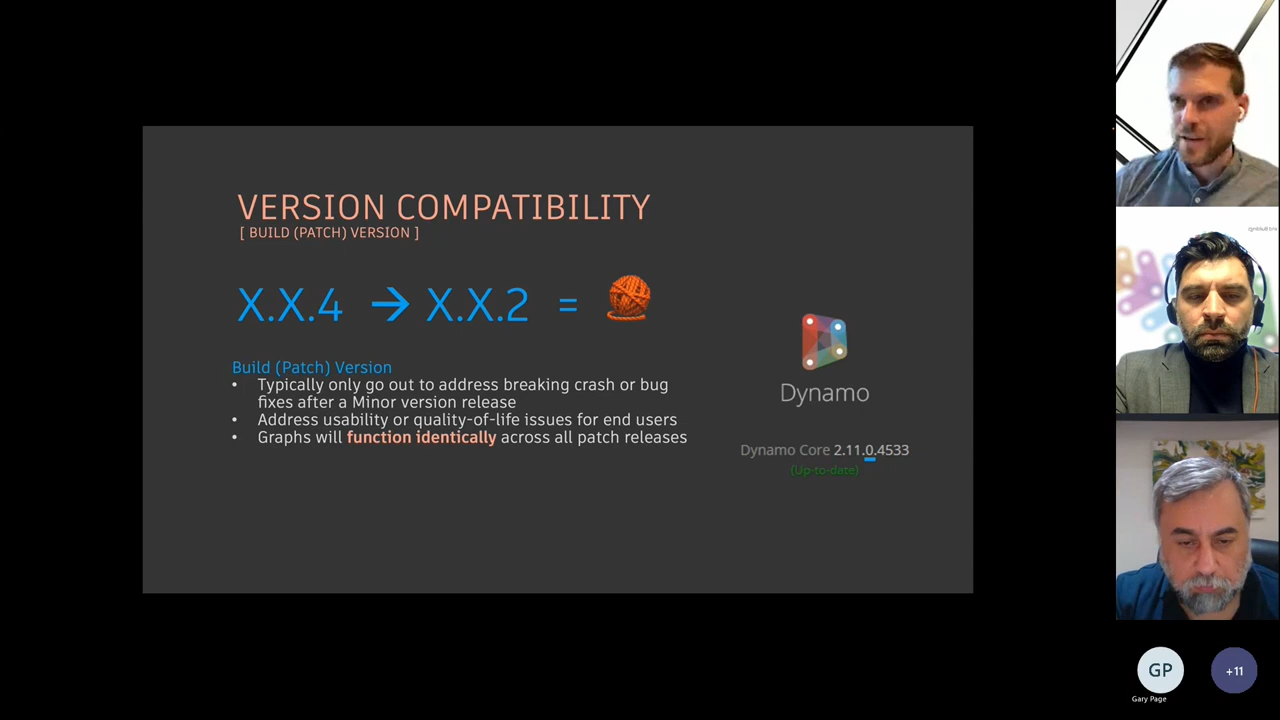 VERSION COMPATIBILITY
[ BUILD (PATCH) VERSION ]
X.X.4 → X.X.2 =
Build (Patch) Version
• Typically only go out to address breaking crash or bug
fixes after a Minor version release
• Address usability or quality-of-life issues for end users
• Graphs will function identically across all patch releases
Dynamo
Dynamo Core 2.11.0.4533
(Up-to-date)
GP
Gary Page
+11